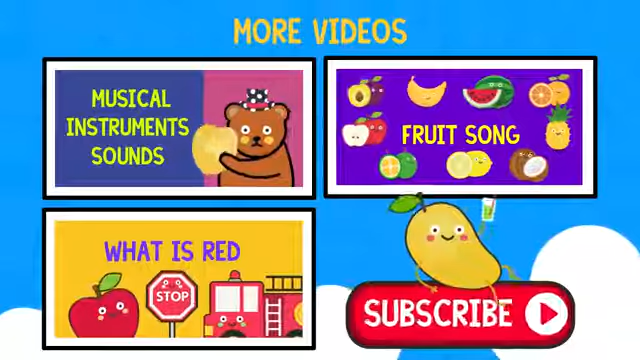 MORE VIDEOS
MUSICAL
INSTRUMENTS
SOUNDS
FRUIT SONG
WHAT IS RED
STOP
SUBSCRIBE